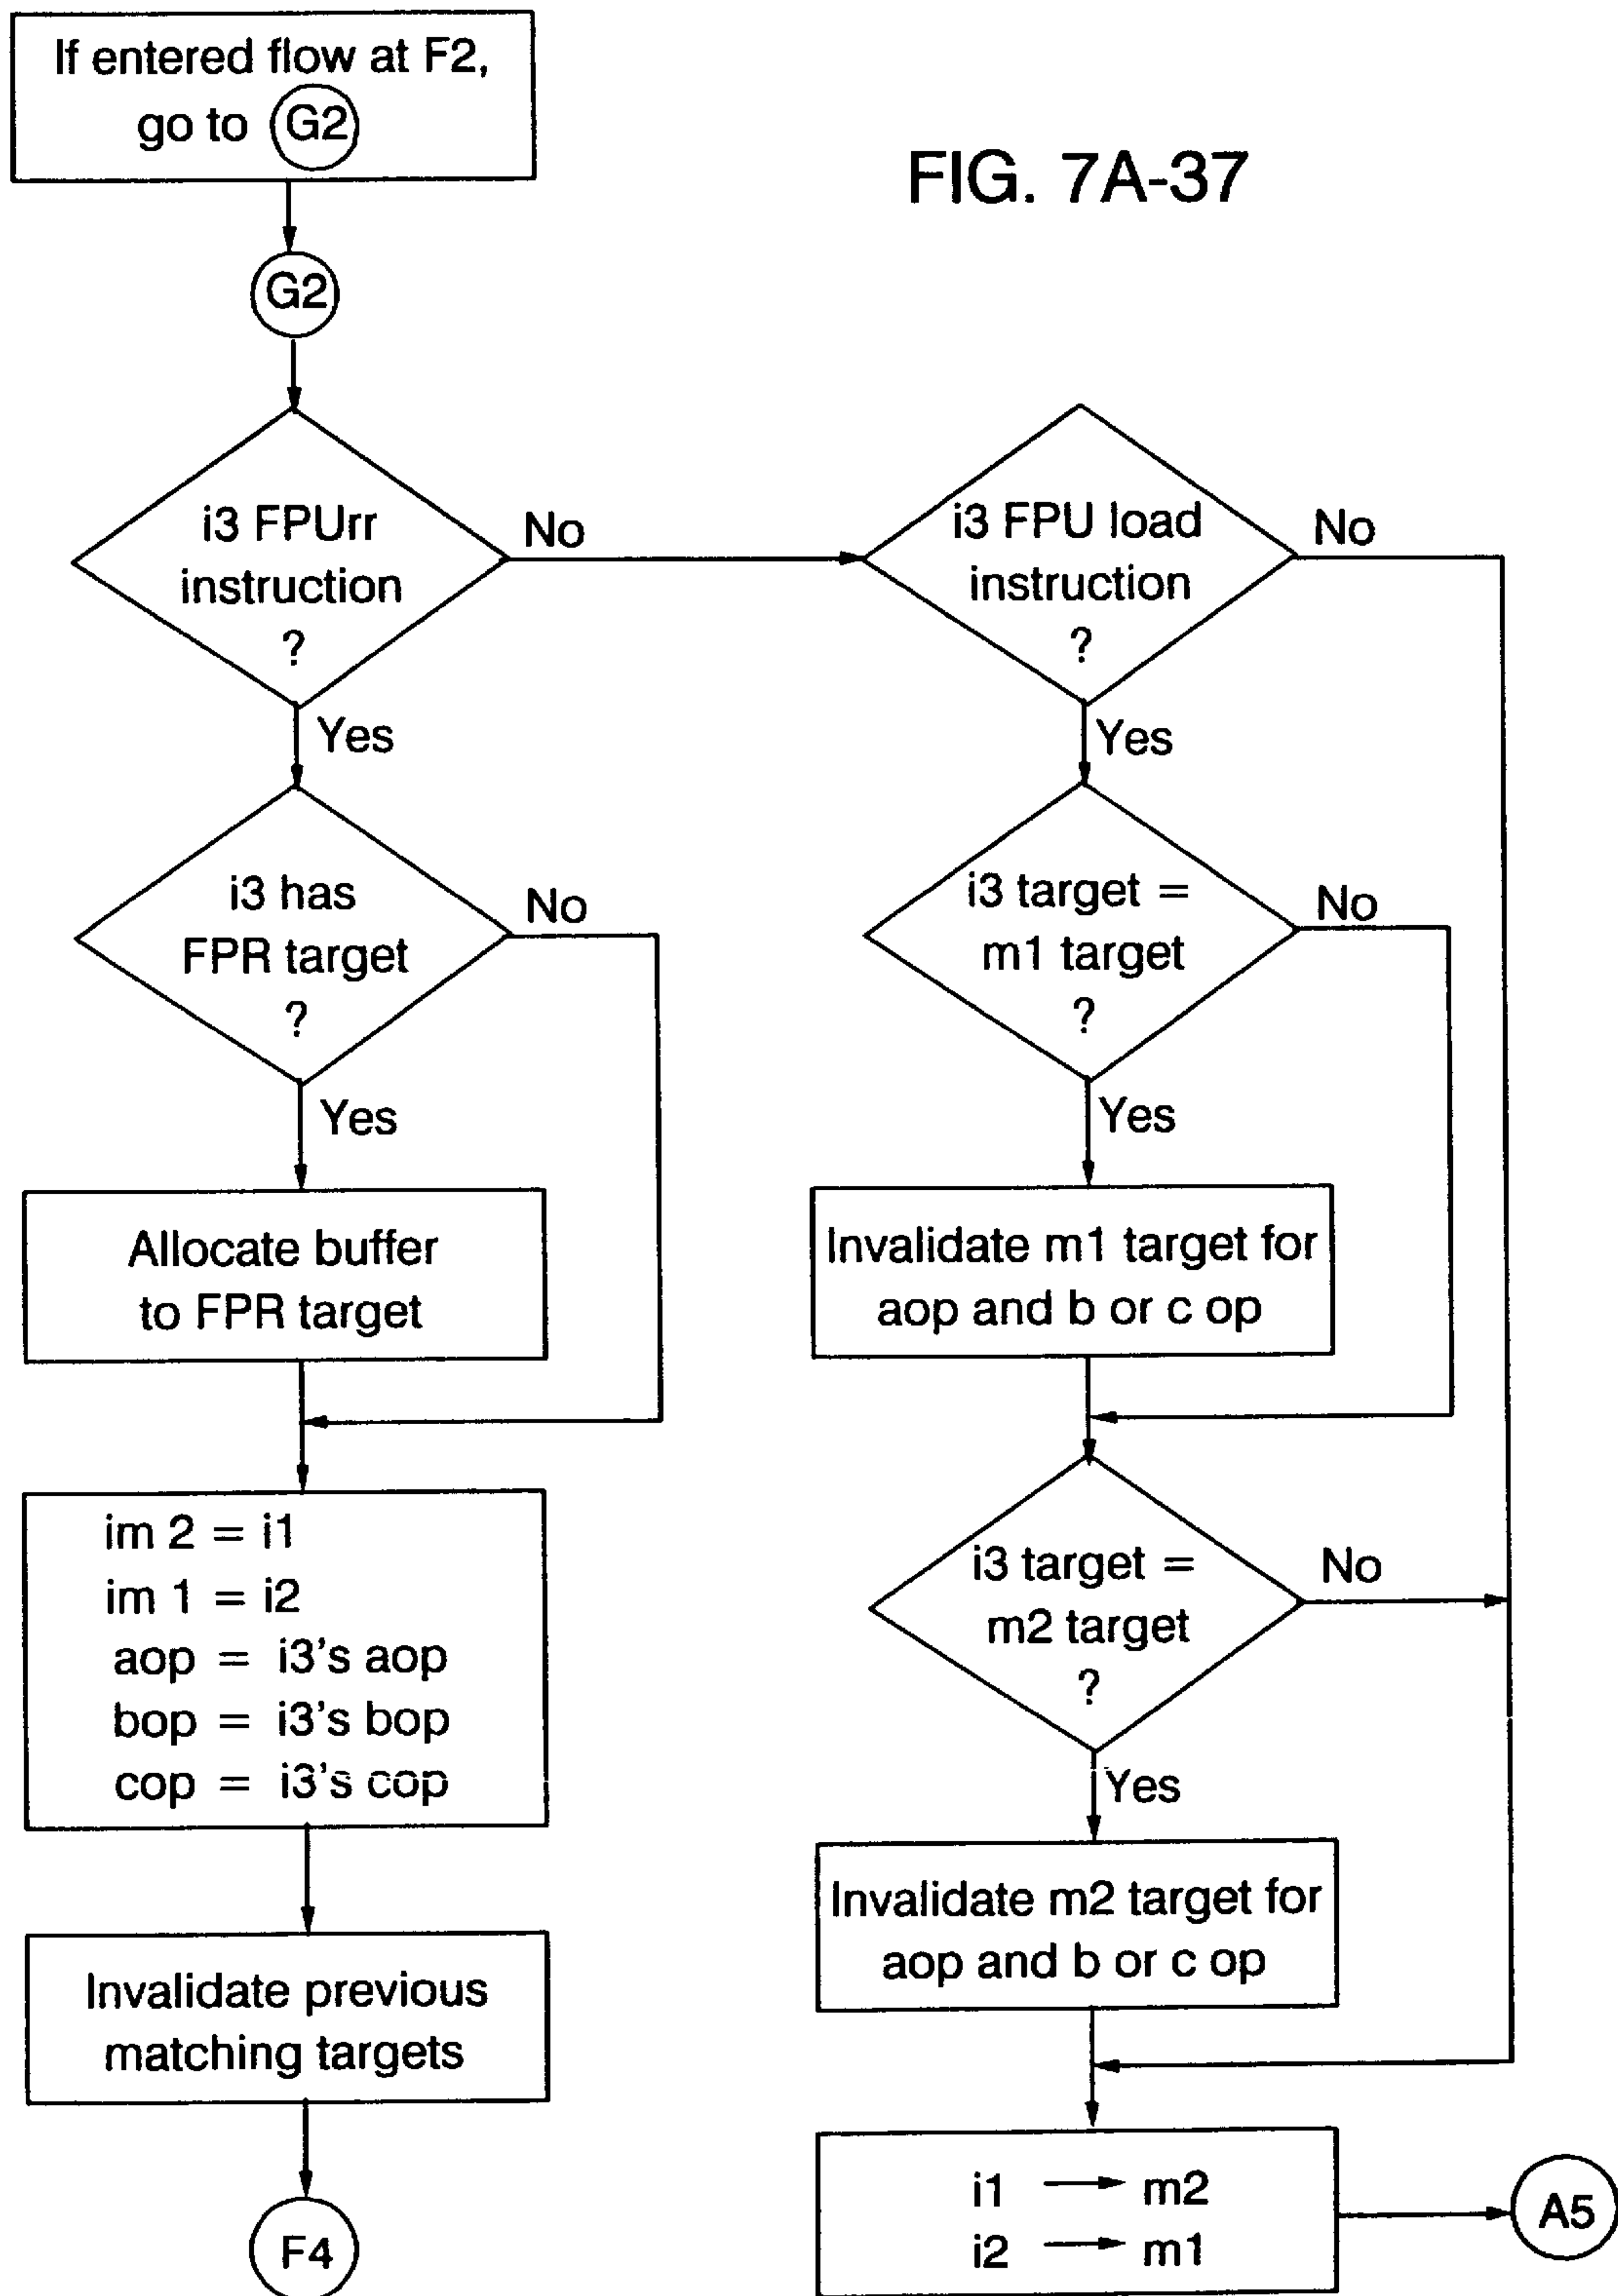 If entered flow at F2,
go to G2
FIG. 7A-37
G2
i3 FPUrr
instruction
?
No
Yes
i3 has
FPR target
?
No
Yes
Allocate buffer
to FPR target
im 2 = i1
im 1 = i2
aop = i3's aop
bop = i3's bop
cop = i3's cop
Invalidate previous
matching targets
F4
i3 FPU load
instruction
?
No
Yes
i3 target =
m1 target
?
No
Yes
Invalidate m1 target for
aop and b or c op
i3 target =
m2 target
?
No
Yes
Invalidate m2 target for
aop and b or c op
i1 → m2
i2 → m1
A5